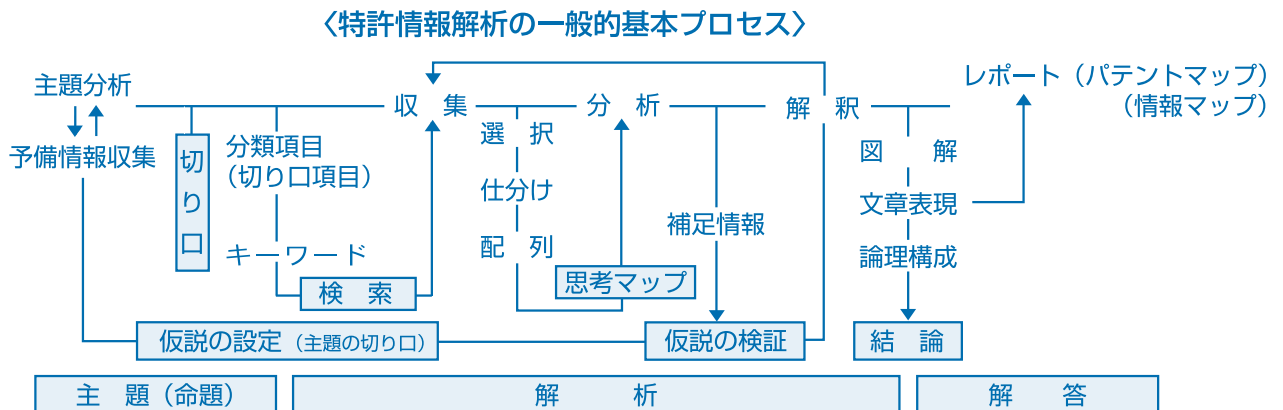 〈特許情報解析の一般的基本プロセス〉
主題分析
予備情報収集
切り口
分類項目
（切り口項目）
キーワード
検　索
収　集
選　択
仕分け
配　列
分　析
思考マップ
補足情報
解　釈
図　　解
文章表現
論理構成
レポート（パテントマップ）
（情報マップ）
仮説の設定（主題の切り口）
仮説の検証
結　論
主　題（命題）
解　　　析
解　　答